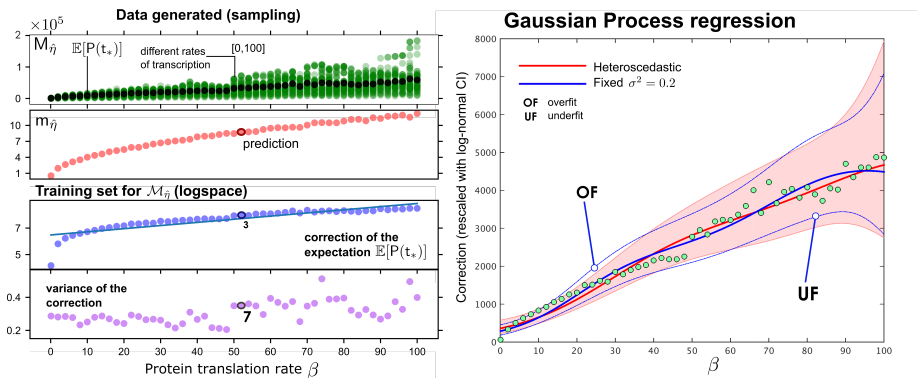 Data generated (sampling)
×10⁵
2
1
0
M_η̂
𝔼[P(t_*)]
different rates
of transcription
[0,100]
10
7
4
1
m_η̂
prediction
Training set for ℳ_η̂ (logspace)
7
5
3
correction of the
expectation 𝔼[P(t_*)]
variance of the
correction
0.4
0.2
7
0 10 20 30 40 50 60 70 80 90 100
Protein translation rate β
Gaussian Process regression
8000
7000
6000
5000
4000
3000
2000
1000
0
Correction (rescaled with log-normal CI)
Heteroscedastic
Fixed σ² = 0.2
OF overfit
UF underfit
OF
UF
0 10 20 30 40 50 60 70 80 90 100
β